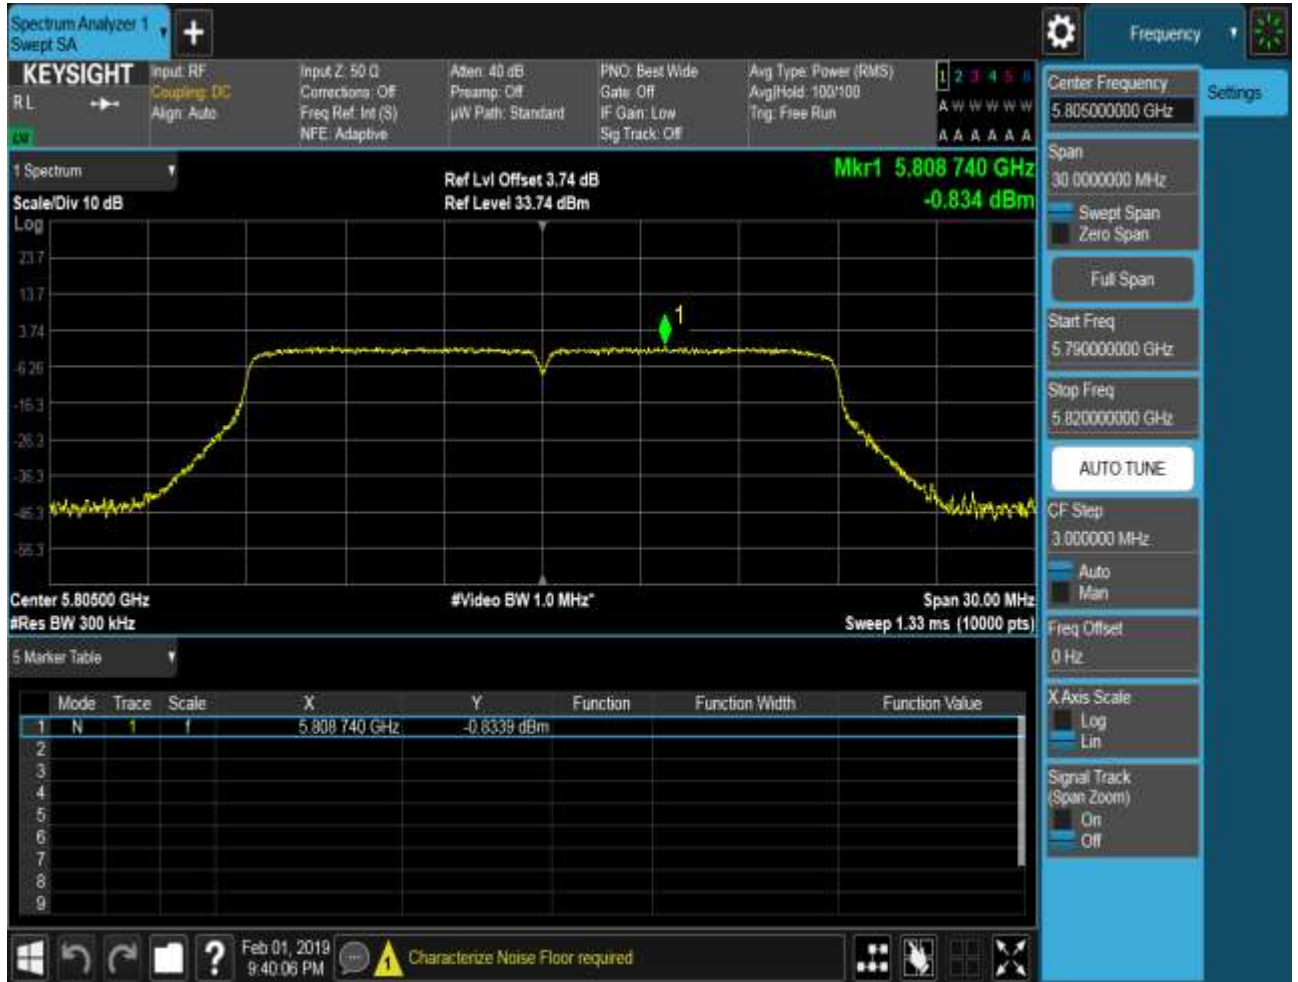 Spectrum Analyzer 1
Swept SA
Frequency
KEYSIGHT
R L
Input: RF
Coupling: DC
Align: Auto
Input Z: 50 Ω
Corrections: Off
Freq Ref: Int (S)
NFE: Adaptive
Atten: 40 dB
Preamp: Off
µW Path: Standard
PNO: Best Wide
Gate: Off
IF Gain: Low
Sig Track: Off
Avg Type: Power (RMS)
Avg|Hold: 100/100
Trig: Free Run
1 2 3 4 5 6
A W W W W W
A A A A A A
1 Spectrum
Scale/Div 10 dB
Ref Lvl Offset 3.74 dB
Ref Level 33.74 dBm
Mkr1 5.808 740 GHz
-0.834 dBm
Log
23.7
13.7
3.74
-6.26
-16.3
-26.3
-36.3
-46.3
-56.3
1
Center 5.80500 GHz
#Res BW 300 kHz
#Video BW 1.0 MHz*
Span 30.00 MHz
Sweep 1.33 ms (10000 pts)
5 Marker Table
Mode Trace Scale X Y Function Function Width Function Value
1 N 1 f 5.808 740 GHz -0.8339 dBm
2
3
4
5
6
7
8
9
Settings
Center Frequency
5.805000000 GHz
Span
30.0000000 MHz
Swept Span
Zero Span
Full Span
Start Freq
5.790000000 GHz
Stop Freq
5.820000000 GHz
AUTO TUNE
CF Step
3.000000 MHz
Auto
Man
Freq Offset
0 Hz
X Axis Scale
Log
Lin
Signal Track
(Span Zoom)
On
Off
?
Feb 01, 2019
9:40:06 PM
1
Characterize Noise Floor required